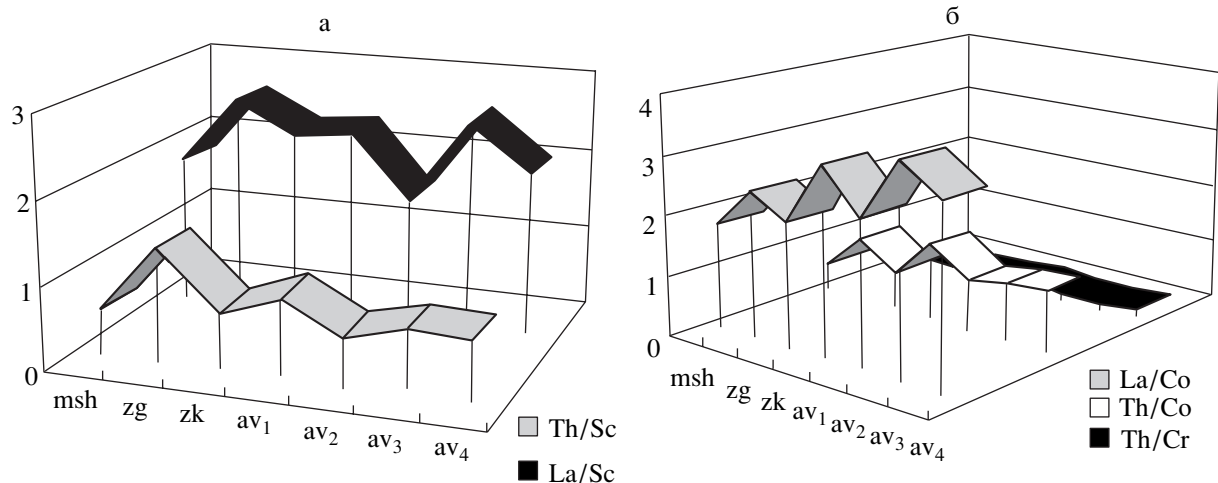 а
3
2
1
0
msh
zg
zk
av₁
av₂
av₃
av₄
Th/Sc
La/Sc
б
4
3
2
1
0
msh
zg
zk
av₁
av₂
av₃
av₄
La/Co
Th/Co
Th/Cr